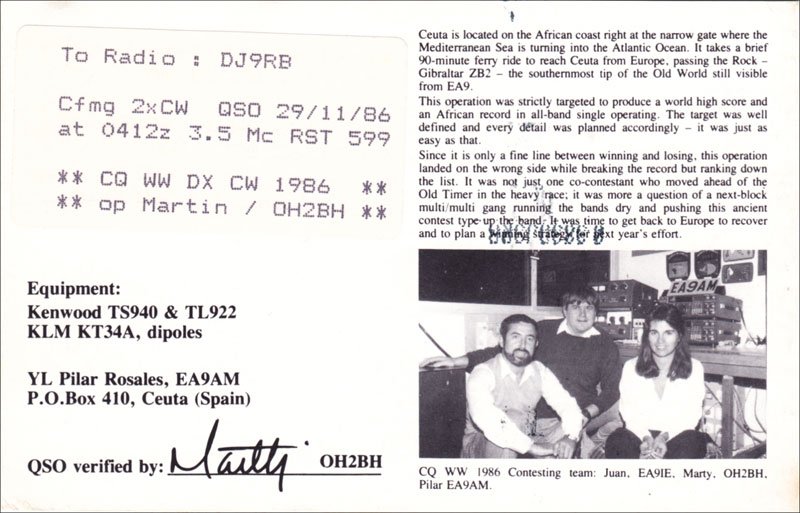 To Radio : DJ9RB
Cfmg 2xCW QSO 29/11/86
at 0412z 3.5 Mc RST 599
** CQ WW DX CW 1986 **
** op Martin / OH2BH **
Equipment:
Kenwood TS940 & TL922
KLM KT34A, dipoles
YL Pilar Rosales, EA9AM
P.O.Box 410, Ceuta (Spain)
QSO verified by: Martti OH2BH
Ceuta is located on the African coast right at the narrow gate where the
Mediterranean Sea is turning into the Atlantic Ocean. It takes a brief
90-minute ferry ride to reach Ceuta from Europe, passing the Rock –
Gibraltar ZB2 – the southernmost tip of the Old World still visible
from EA9.
This operation was strictly targeted to produce a world high score and
an African record in all-band single operating. The target was well
defined and every detail was planned accordingly – it was just as
easy as that.
Since it is only a fine line between winning and losing, this operation
landed on the wrong side while breaking the record but ranking down
the list. It was not just one co-contestant who moved ahead of the
Old Timer in the heavy race; it was more a question of a next-block
multi/multi gang running the bands dry and pushing this ancient
contest type up the band. It was time to get back to Europe to recover
and to plan a winning strategy for next year's effort.
EA9AM
CQ WW 1986 Contesting team: Juan, EA9IE, Marty, OH2BH,
Pilar EA9AM.